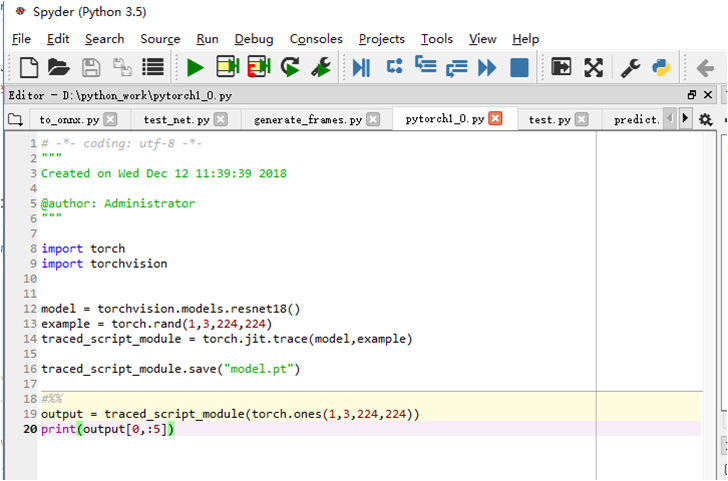 Spyder (Python 3.5)
File Edit Search Source Run Debug Consoles Projects Tools View Help
Editor - D:\python_work\pytorch1_0.py
to_onnx.py test_net.py generate_frames.py pytorch1_0.py test.py predict.
1 # -*- coding: utf-8 -*-
2 """
3 Created on Wed Dec 12 11:39:39 2018
4
5 @author: Administrator
6 """
7
8 import torch
9 import torchvision
10
11
12 model = torchvision.models.resnet18()
13 example = torch.rand(1,3,224,224)
14 traced_script_module = torch.jit.trace(model,example)
15
16 traced_script_module.save("model.pt")
17
18 #%%
19 output = traced_script_module(torch.ones(1,3,224,224))
20 print(output[0,:5])